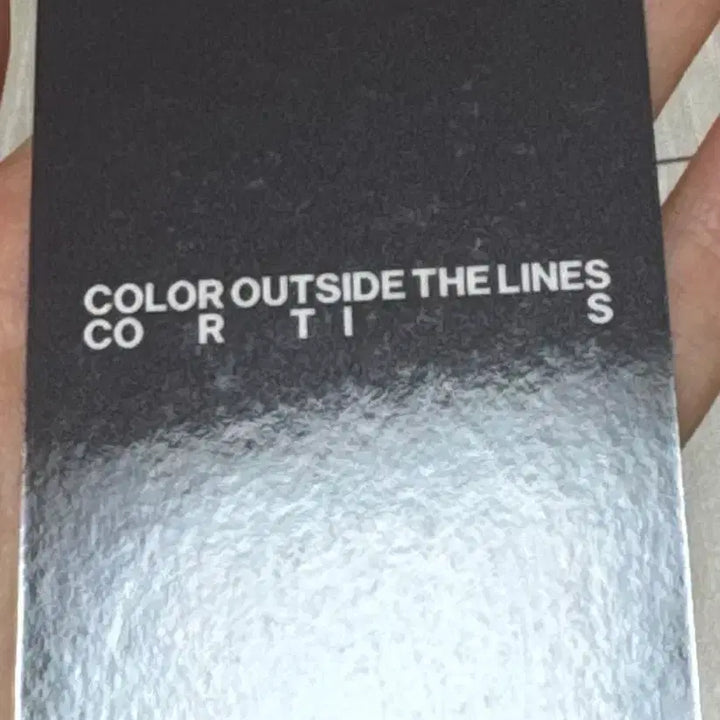 COLOR OUTSIDE THE LINES
CO R T I S